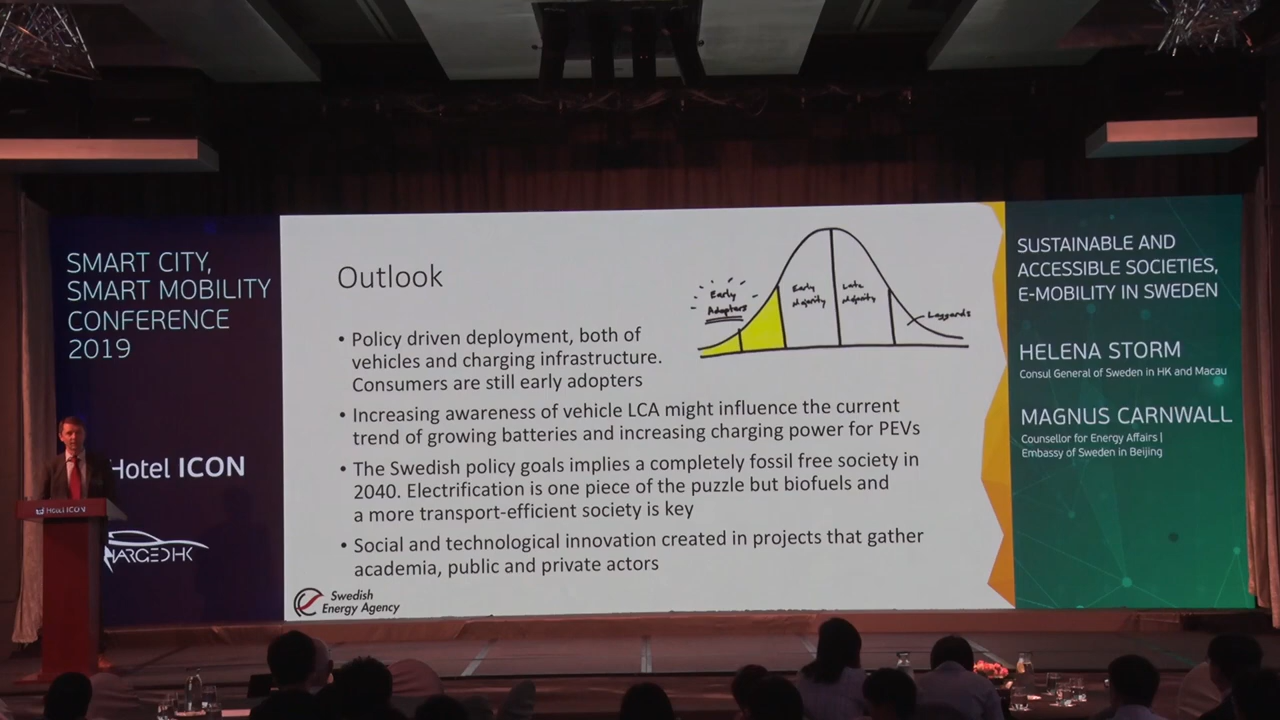 SMART CITY,
SMART MOBILITY
CONFERENCE
2019
Hotel ICON
HARGEDHK
Hotel ICON
Outlook
• Policy driven deployment, both of
vehicles and charging infrastructure.
Consumers are still early adopters
• Increasing awareness of vehicle LCA might influence the current
trend of growing batteries and increasing charging power for PEVs
• The Swedish policy goals implies a completely fossil free society in
2040. Electrification is one piece of the puzzle but biofuels and
a more transport-efficient society is key
• Social and technological innovation created in projects that gather
academia, public and private actors
Early
Adopters
Early
Majority
Late
Majority
Laggards
Swedish
Energy Agency
SUSTAINABLE AND
ACCESSIBLE SOCIETIES,
E-MOBILITY IN SWEDEN
HELENA STORM
Consul General of Sweden in HK and Macau
MAGNUS CARNWALL
Counsellor for Energy Affairs |
Embassy of Sweden in Beijing